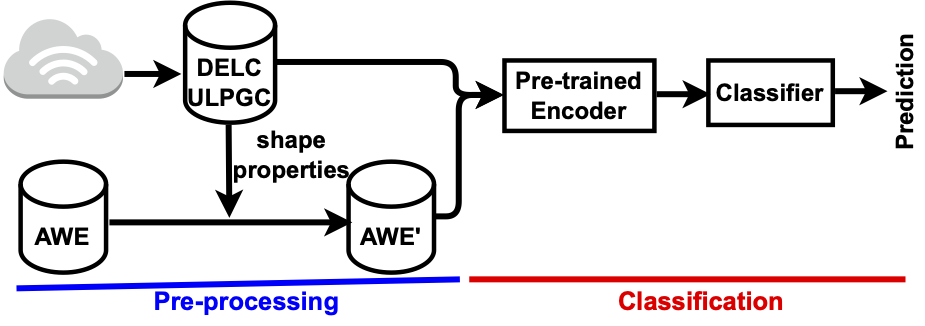 DELC
ULPGC
shape
properties
AWE
AWE'
Pre-trained
Encoder
Classifier
Prediction
Pre-processing
Classification